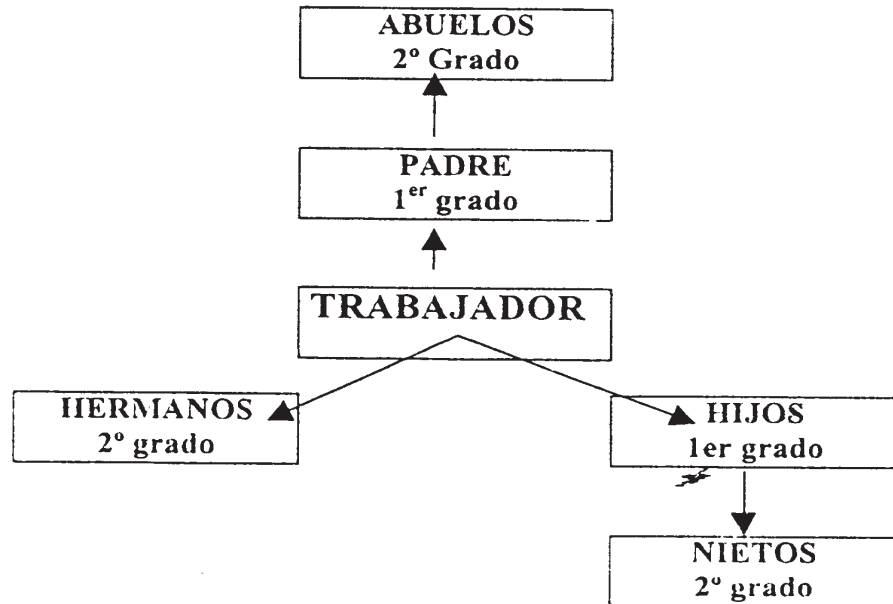 ABUELOS
2º Grado
PADRE
1er grado
TRABAJADOR
HERMANOS
2º grado
HIJOS
1er grado
NIETOS
2º grado